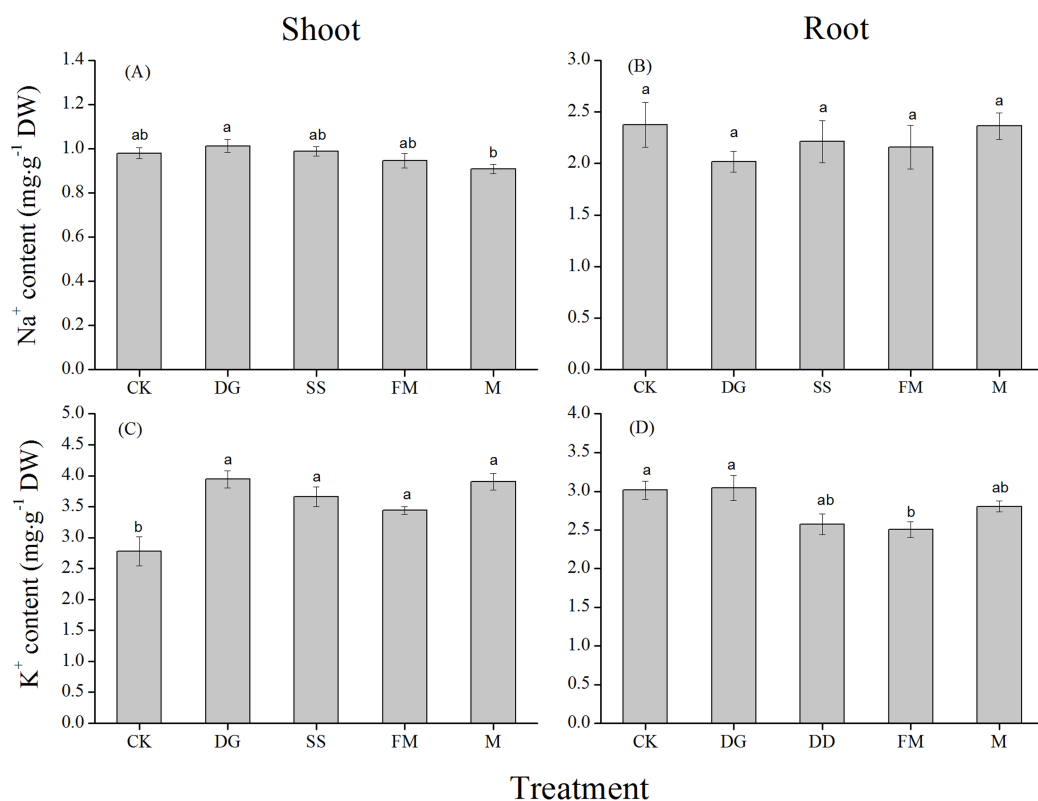 Shoot
Root
Na⁺ content (mg·g⁻¹ DW)
(A)
1.4
1.2
1.0
0.8
0.6
0.4
0.2
0.0
ab
a
ab
ab
b
CK DG SS FM M
(B)
3.0
2.5
2.0
1.5
1.0
0.5
0.0
a
a
a
a
a
CK DG SS FM M
K⁺ content (mg·g⁻¹ DW)
(C)
5.0
4.5
4.0
3.5
3.0
2.5
2.0
1.5
1.0
0.5
0.0
b
a
a
a
a
CK DG SS FM M
(D)
4.0
3.5
3.0
2.5
2.0
1.5
1.0
0.5
0.0
a
a
ab
b
ab
CK DG DD FM M
Treatment